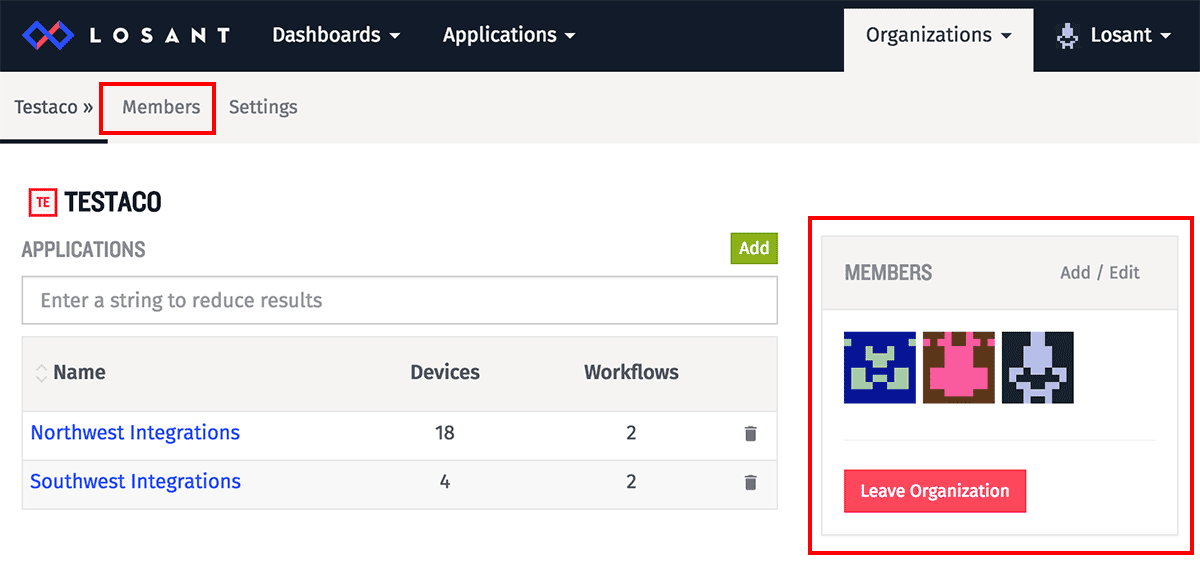 LOSANT Dashboards Applications Organizations Losant
Testaco » Members Settings
TE TESTACO
APPLICATIONS Add
Enter a string to reduce results
Name Devices Workflows
Northwest Integrations 18 2
Southwest Integrations 4 2
MEMBERS Add / Edit
Leave Organization